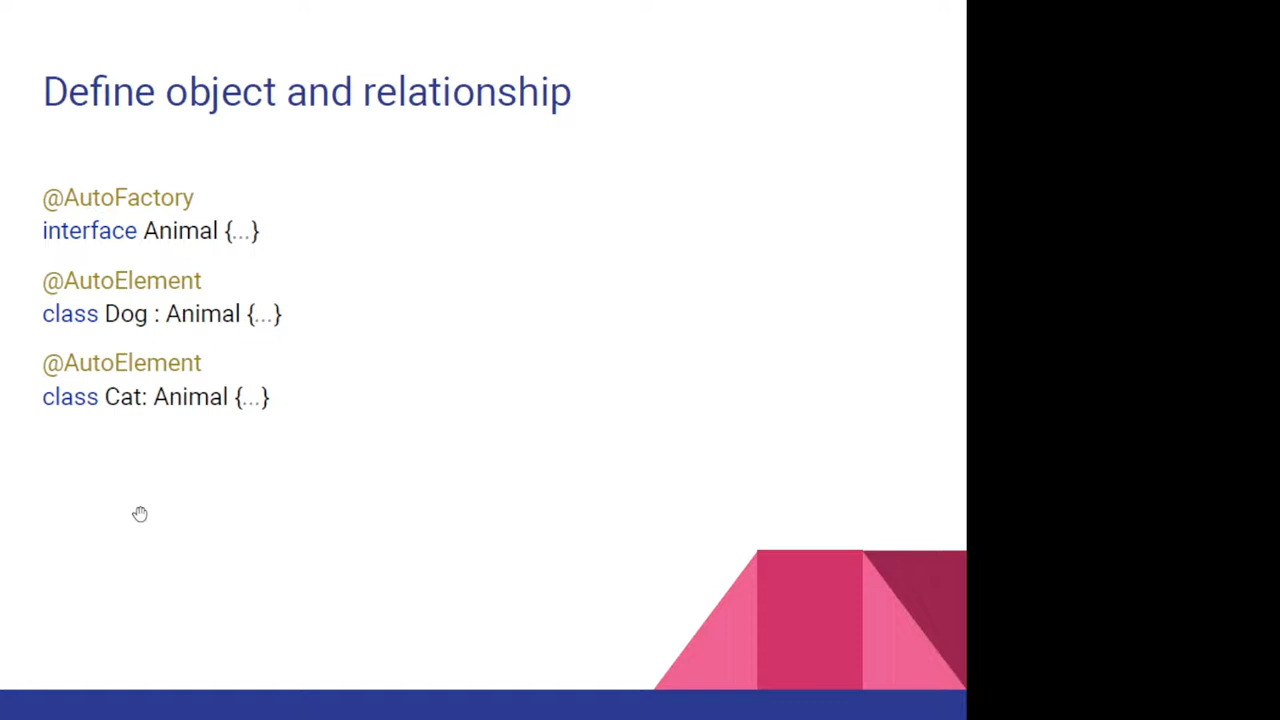 Define object and relationship
@AutoFactory
interface Animal {...}
@AutoElement
class Dog : Animal {...}
@AutoElement
class Cat: Animal {...}